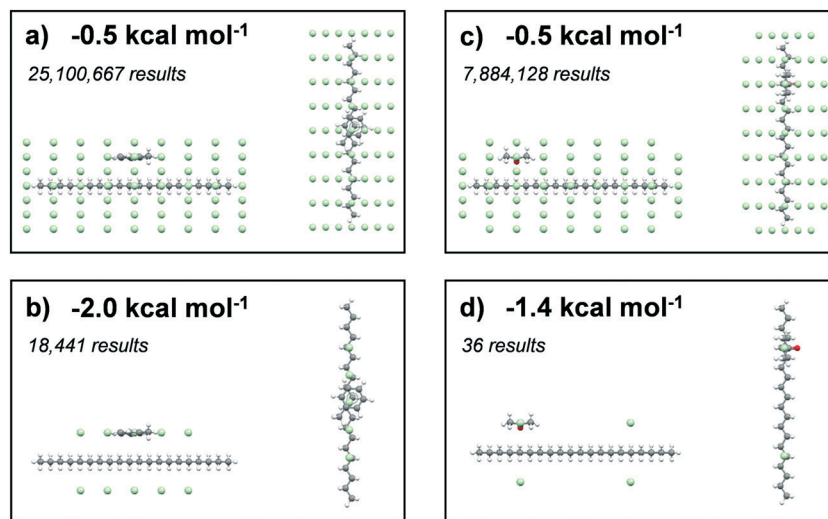 a) -0.5 kcal mol⁻¹
25,100,667 results
c) -0.5 kcal mol⁻¹
7,884,128 results
b) -2.0 kcal mol⁻¹
18,441 results
d) -1.4 kcal mol⁻¹
36 results